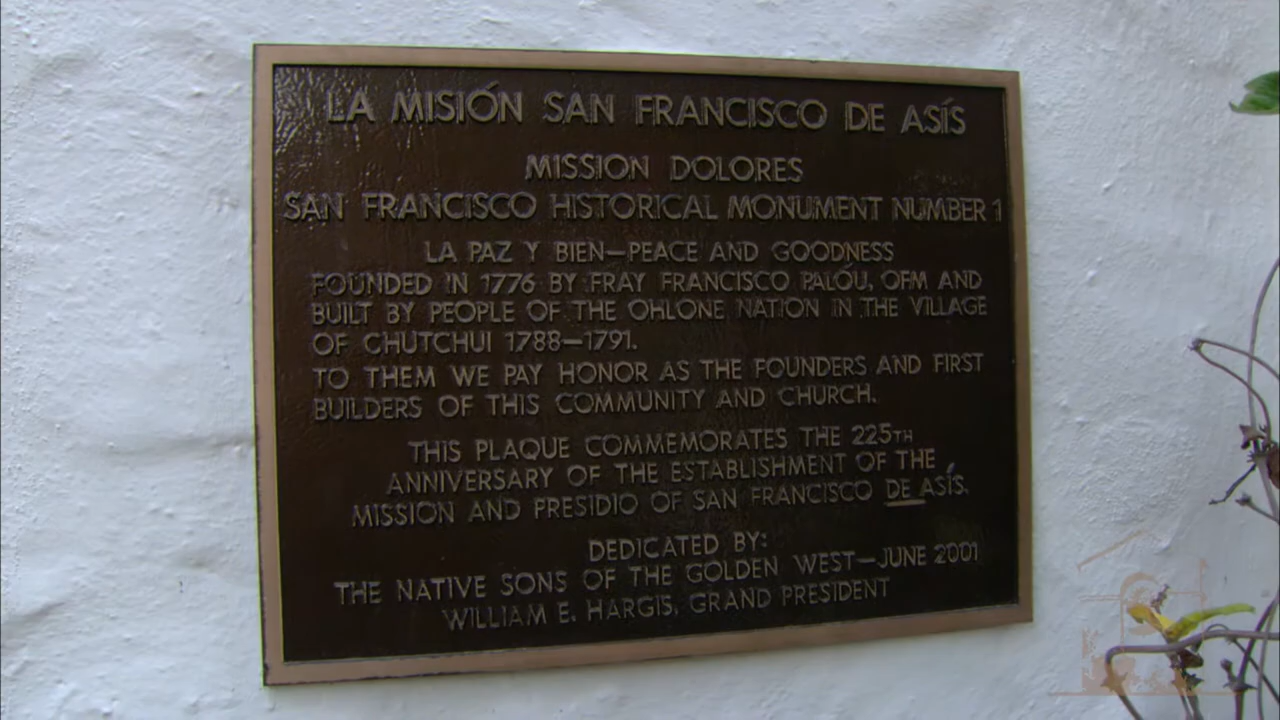 LA MISIÓN SAN FRANCISCO DE ASÍS
MISSION DOLORES
SAN FRANCISCO HISTORICAL MONUMENT NUMBER 1
LA PAZ Y BIEN—PEACE AND GOODNESS
FOUNDED IN 1776 BY FRAY FRANCISCO PALÓU, OFM AND
BUILT BY PEOPLE OF THE OHLONE NATION IN THE VILLAGE
OF CHUTCHUI 1788—1791.
TO THEM WE PAY HONOR AS THE FOUNDERS AND FIRST
BUILDERS OF THIS COMMUNITY AND CHURCH.
THIS PLAQUE COMMEMORATES THE 225TH
ANNIVERSARY OF THE ESTABLISHMENT OF THE
MISSION AND PRESIDIO OF SAN FRANCISCO DE ASÍS.
DEDICATED BY:
THE NATIVE SONS OF THE GOLDEN WEST—JUNE 2001
WILLIAM E. HARGIS, GRAND PRESIDENT